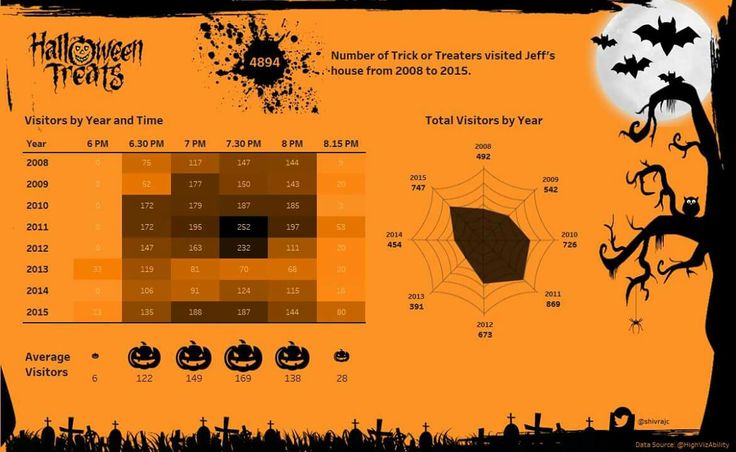 Halloween
Treats
4894
Number of Trick or Treaters visited Jeff's
house from 2008 to 2015.
Visitors by Year and Time
Year 6 PM 6.30 PM 7 PM 7.30 PM 8 PM 8.15 PM
2008 0 75 117 147 144 9
2009 0 52 177 150 143 20
2010 0 172 179 187 185 3
2011 0 172 195 252 197 53
2012 0 147 163 232 111 20
2013 33 119 81 70 68 20
2014 0 106 91 124 115 18
2015 13 135 188 187 144 80
Average
Visitors
6 122 149 169 138 28
Total Visitors by Year
2008
492
2009
542
2010
726
2011
869
2012
673
2013
391
2014
454
2015
747
@shivrajc
Data Source: @HighVizAbility